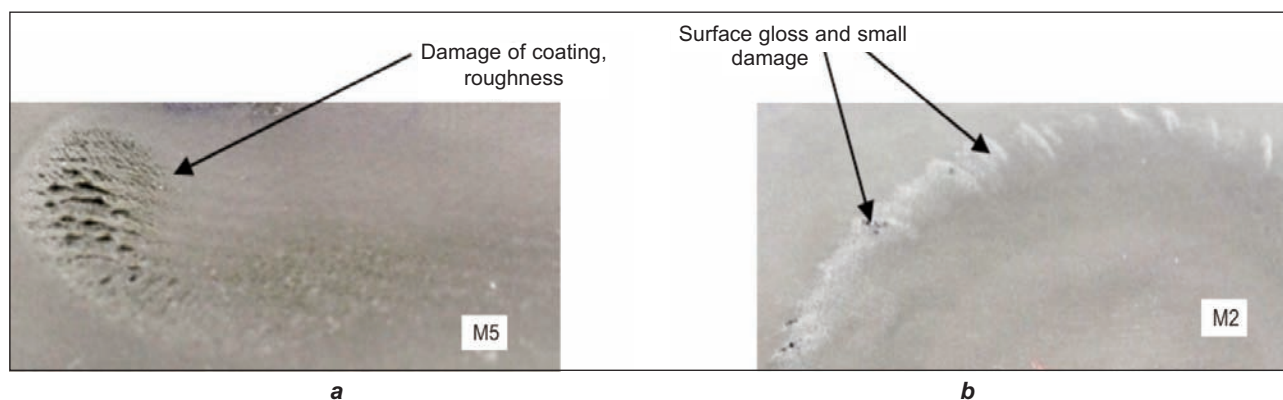 Damage of coating,
roughness
Surface gloss and small
damage
M5
M2
a
b